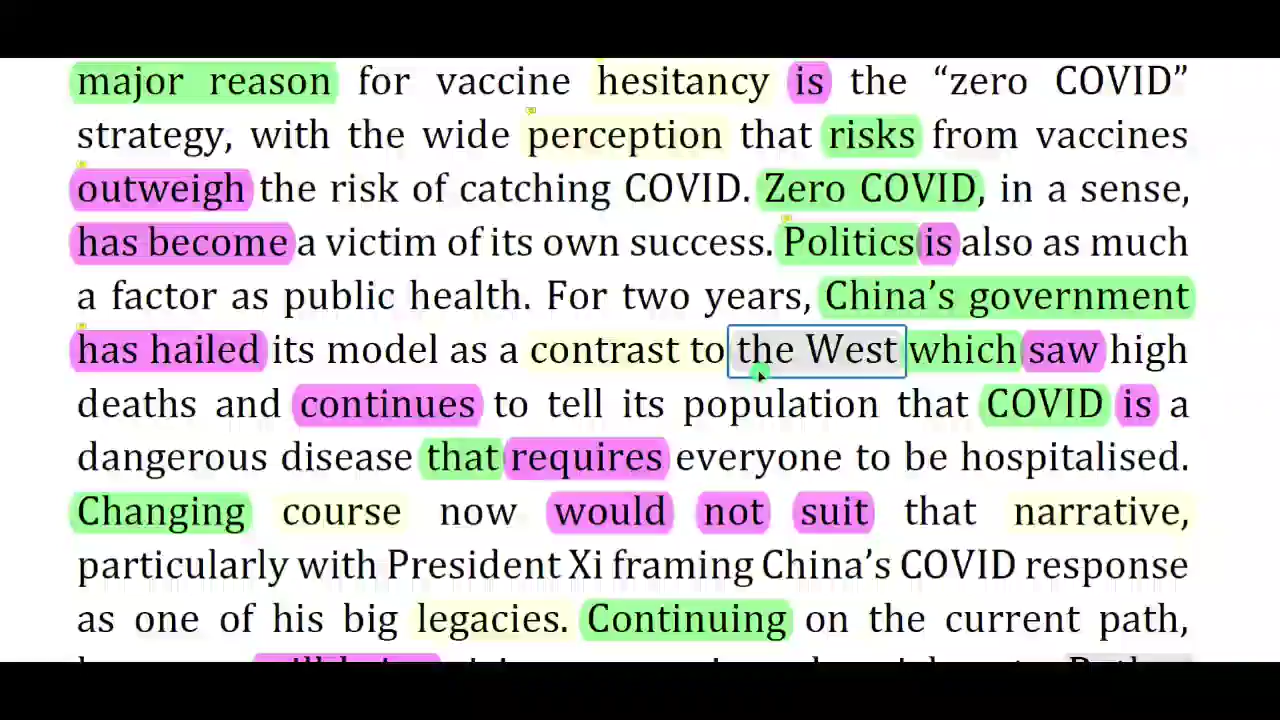 major reason for vaccine hesitancy is the “zero COVID”
strategy, with the wide perception that risks from vaccines
outweigh the risk of catching COVID. Zero COVID, in a sense,
has become a victim of its own success. Politics is also as much
a factor as public health. For two years, China’s government
has hailed its model as a contrast to the West which saw high
deaths and continues to tell its population that COVID is a
dangerous disease that requires everyone to be hospitalised.
Changing course now would not suit that narrative,
particularly with President Xi framing China’s COVID response
as one of his big legacies. Continuing on the current path,